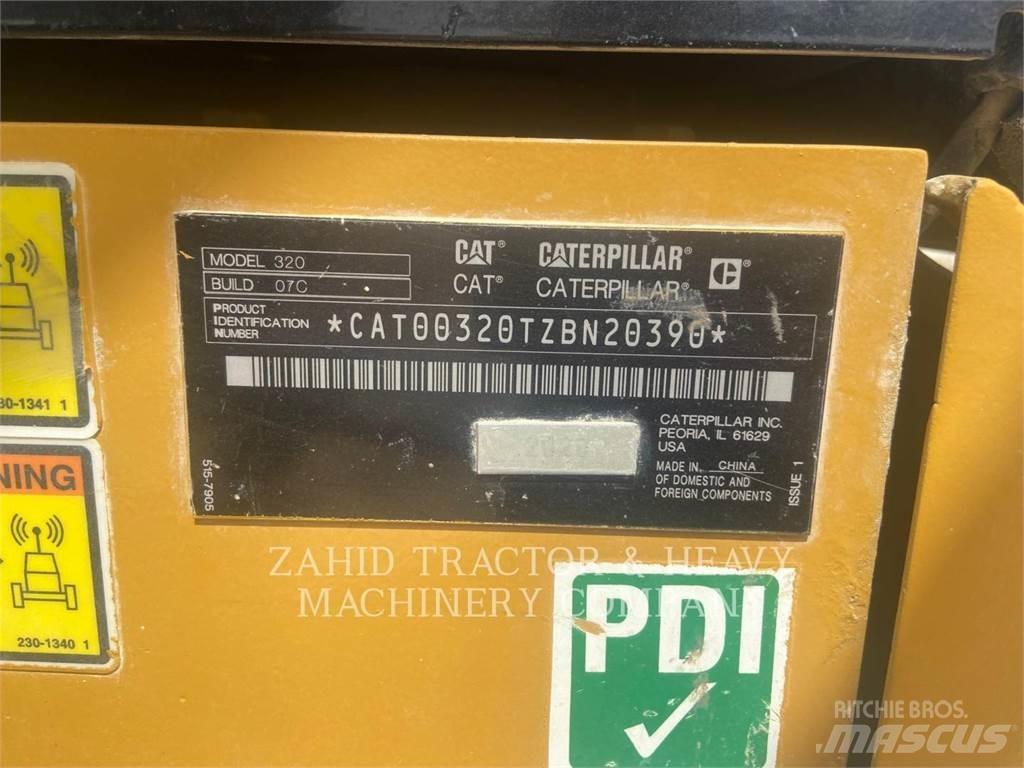 MODEL 320
BUILD 07C
CAT® CATERPILLAR®
CAT® CATERPILLAR®
C®
PRODUCT
IDENTIFICATION
NUMBER
*CAT00320TZBN20390*
CATERPILLAR INC.
PEORIA, IL 61629
USA
MADE IN CHINA
OF DOMESTIC AND
FOREIGN COMPONENTS
ISSUE 1
515-7905
30-1341 1
NING
230-1340 1
ZAHID TRACTOR & HEAVY
MACHINERY COMPANY
PDI
RITCHIE BROS.
MASCUS